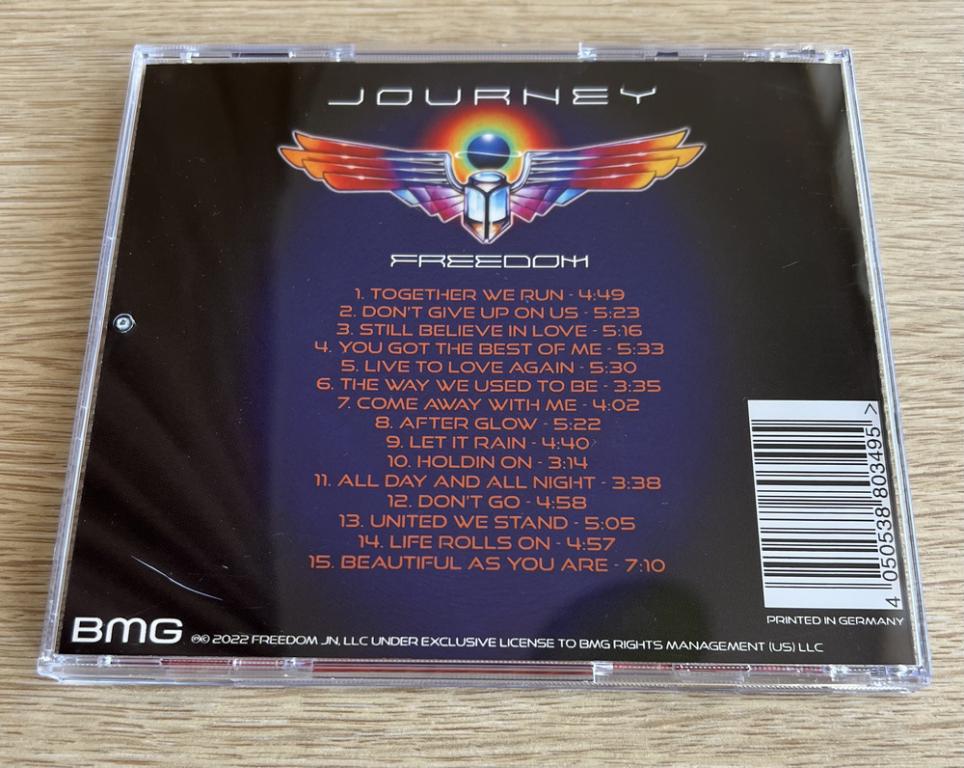 JOURNEY
FREEDOM
1. TOGETHER WE RUN - 4:49
2. DON'T GIVE UP ON US - 5:23
3. STILL BELIEVE IN LOVE - 5:16
4. YOU GOT THE BEST OF ME - 5:33
5. LIVE TO LOVE AGAIN - 5:30
6. THE WAY WE USED TO BE - 3:35
7. COME AWAY WITH ME - 4:02
8. AFTER GLOW - 5:22
9. LET IT RAIN - 4:40
10. HOLDIN ON - 3:14
11. ALL DAY AND ALL NIGHT - 3:38
12. DON'T GO - 4:58
13. UNITED WE STAND - 5:05
14. LIFE ROLLS ON - 4:57
15. BEAUTIFUL AS YOU ARE - 7:10
4 050538 803495 >
PRINTED IN GERMANY
BMG ℗© 2022 FREEDOM JN, LLC UNDER EXCLUSIVE LICENSE TO BMG RIGHTS MANAGEMENT (US) LLC